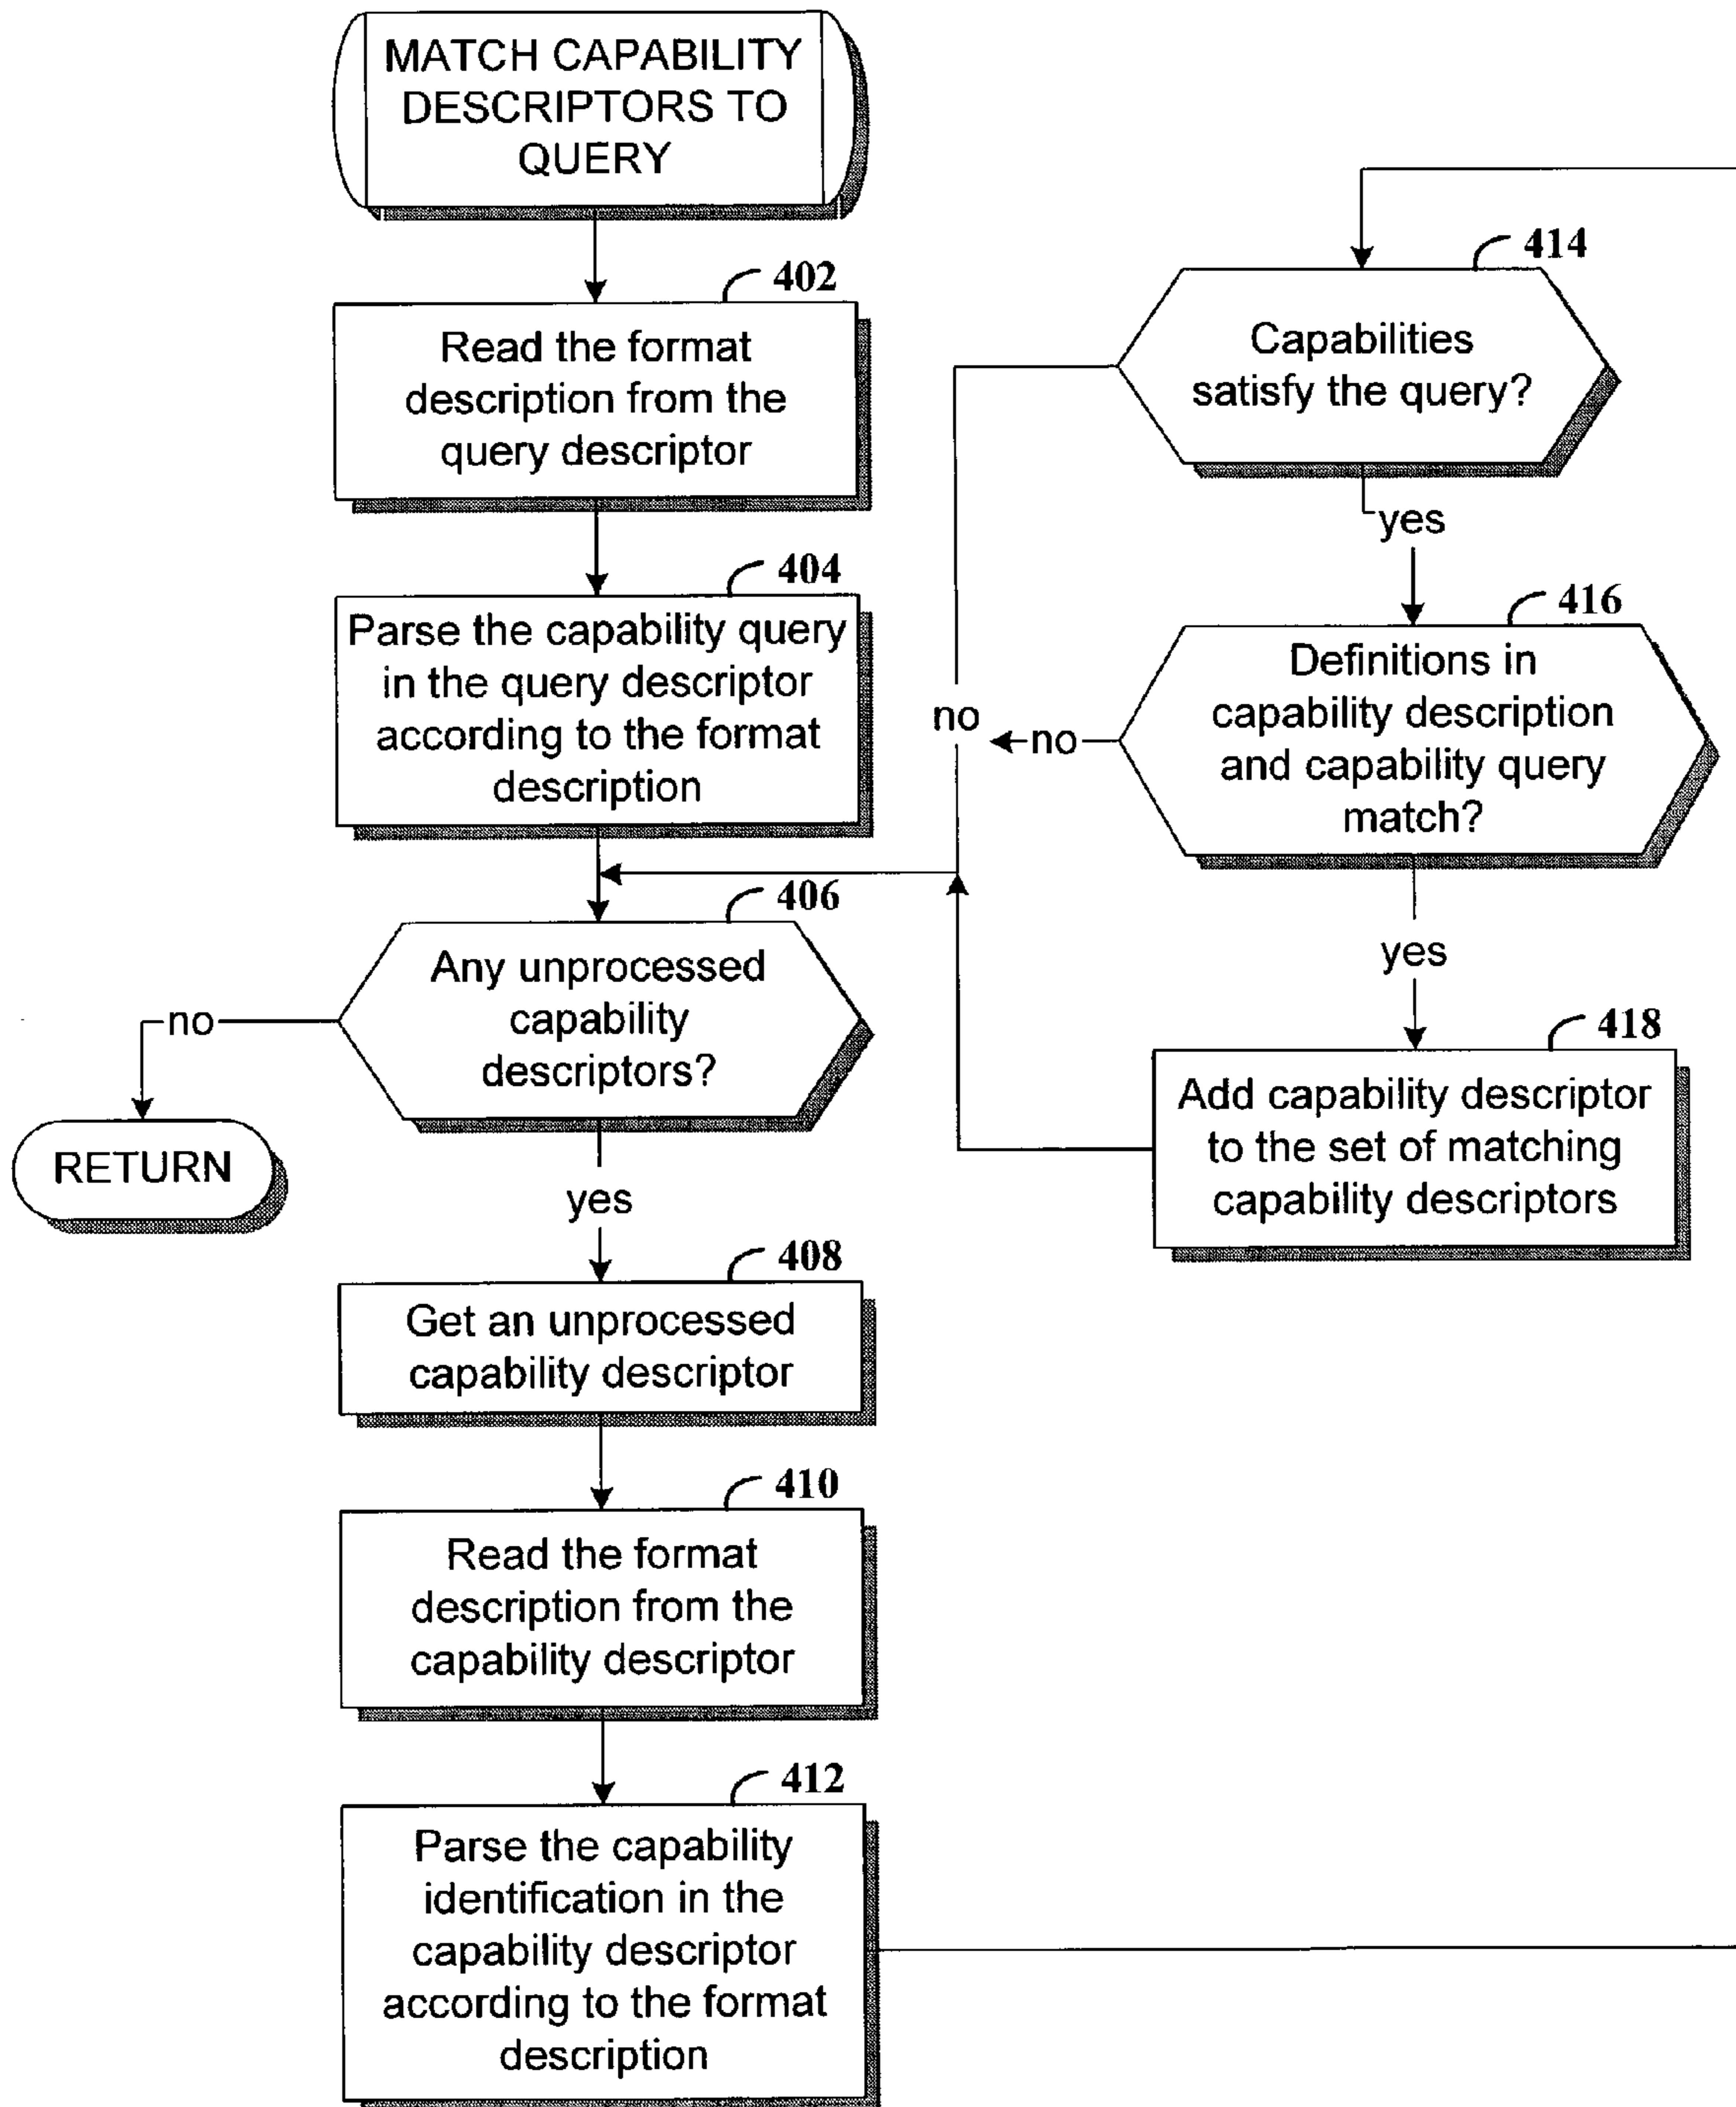 MATCH CAPABILITY
DESCRIPTORS TO
QUERY
402
Read the format
description from the
query descriptor
404
Parse the capability query
in the query descriptor
according to the format
description
406
Any unprocessed
capability
descriptors?
no
RETURN
yes
408
Get an unprocessed
capability descriptor
410
Read the format
description from the
capability descriptor
412
Parse the capability
identification in the
capability descriptor
according to the format
description
414
Capabilities
satisfy the query?
no
yes
416
Definitions in
capability description
and capability query
match?
no
yes
418
Add capability descriptor
to the set of matching
capability descriptors